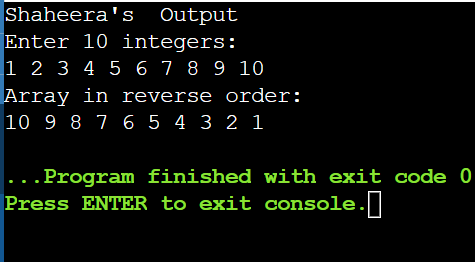 Shaheera's  Output
Enter 10 integers:
1 2 3 4 5 6 7 8 9 10
Array in reverse order:
10 9 8 7 6 5 4 3 2 1
...Program finished with exit code 0
Press ENTER to exit console.